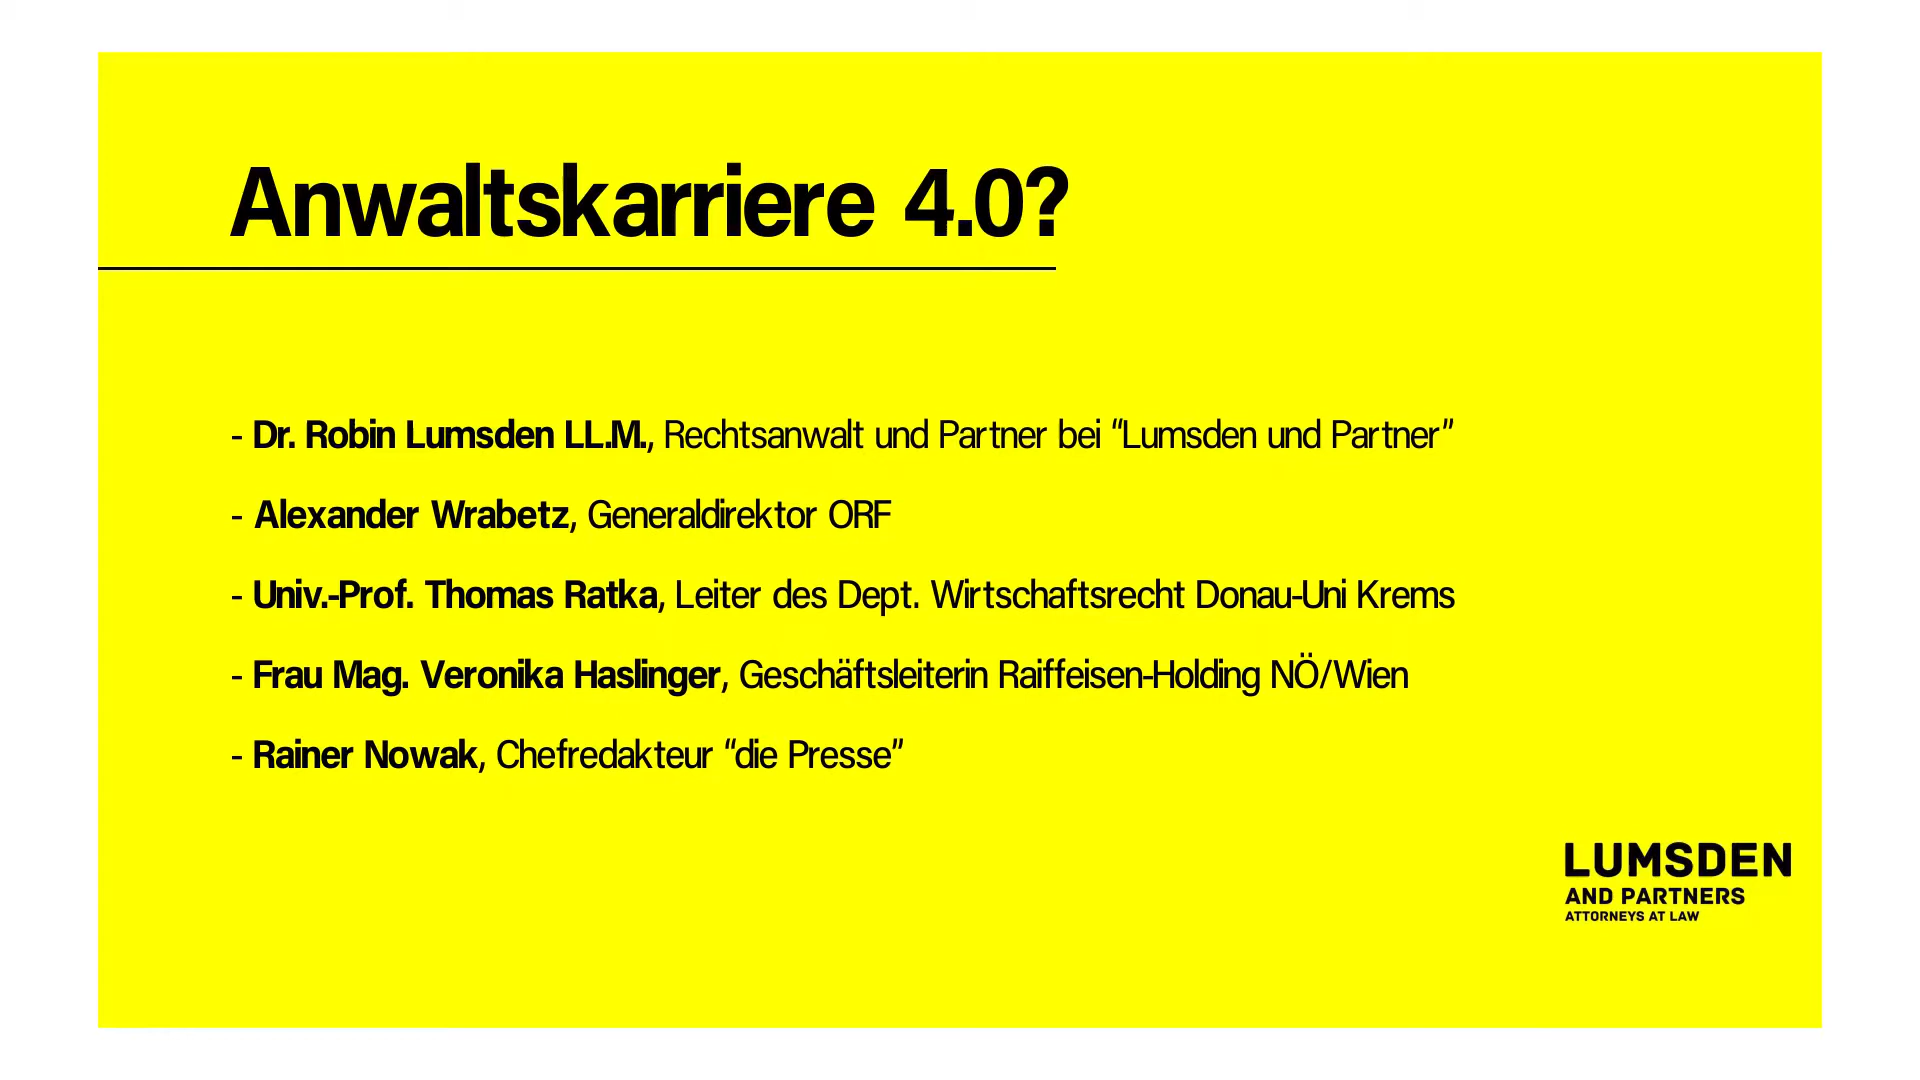 Anwaltskarriere 4.0?
- Dr. Robin Lumsden LL.M., Rechtsanwalt und Partner bei “Lumsden und Partner”
- Alexander Wrabetz, Generaldirektor ORF
- Univ.-Prof. Thomas Ratka, Leiter des Dept. Wirtschaftsrecht Donau-Uni Krems
- Frau Mag. Veronika Haslinger, Geschäftsleiterin Raiffeisen-Holding NÖ/Wien
- Rainer Nowak, Chefredakteur “die Presse”
LUMSDEN
AND PARTNERS
ATTORNEYS AT LAW